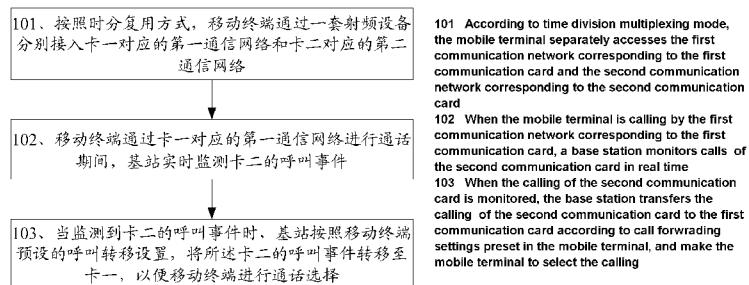 101、按照时分复用方式，移动终端通过一套射频设备
分别接入卡一对应的第一通信网络和卡二对应的第二
通信网络
102、移动终端通过卡一对应的第一通信网络进行通话
期间，基站实时监测卡二的呼叫事件
103、当监测到卡二的呼叫事件时，基站按照移动终端
预设的呼叫转移设置，将所述卡二的呼叫事件转移至
卡一，以便移动终端进行通话选择
101 According to time division multiplexing mode,
the mobile terminal separately accesses the first
communication network corresponding to the first
communication card and the second communication
network corresponding to the second communication
card
102 When the mobile terminal is calling by the first
communication network corresponding to the first
communication card, a base station monitors calls of
the second communication card in real time
103 When the calling of the second communication
card is monitored, the base station transfers the
calling of the second communication card to the first
communication card according to call forwrading
settings preset in the mobile terminal, and make the
mobile terminal to select the calling